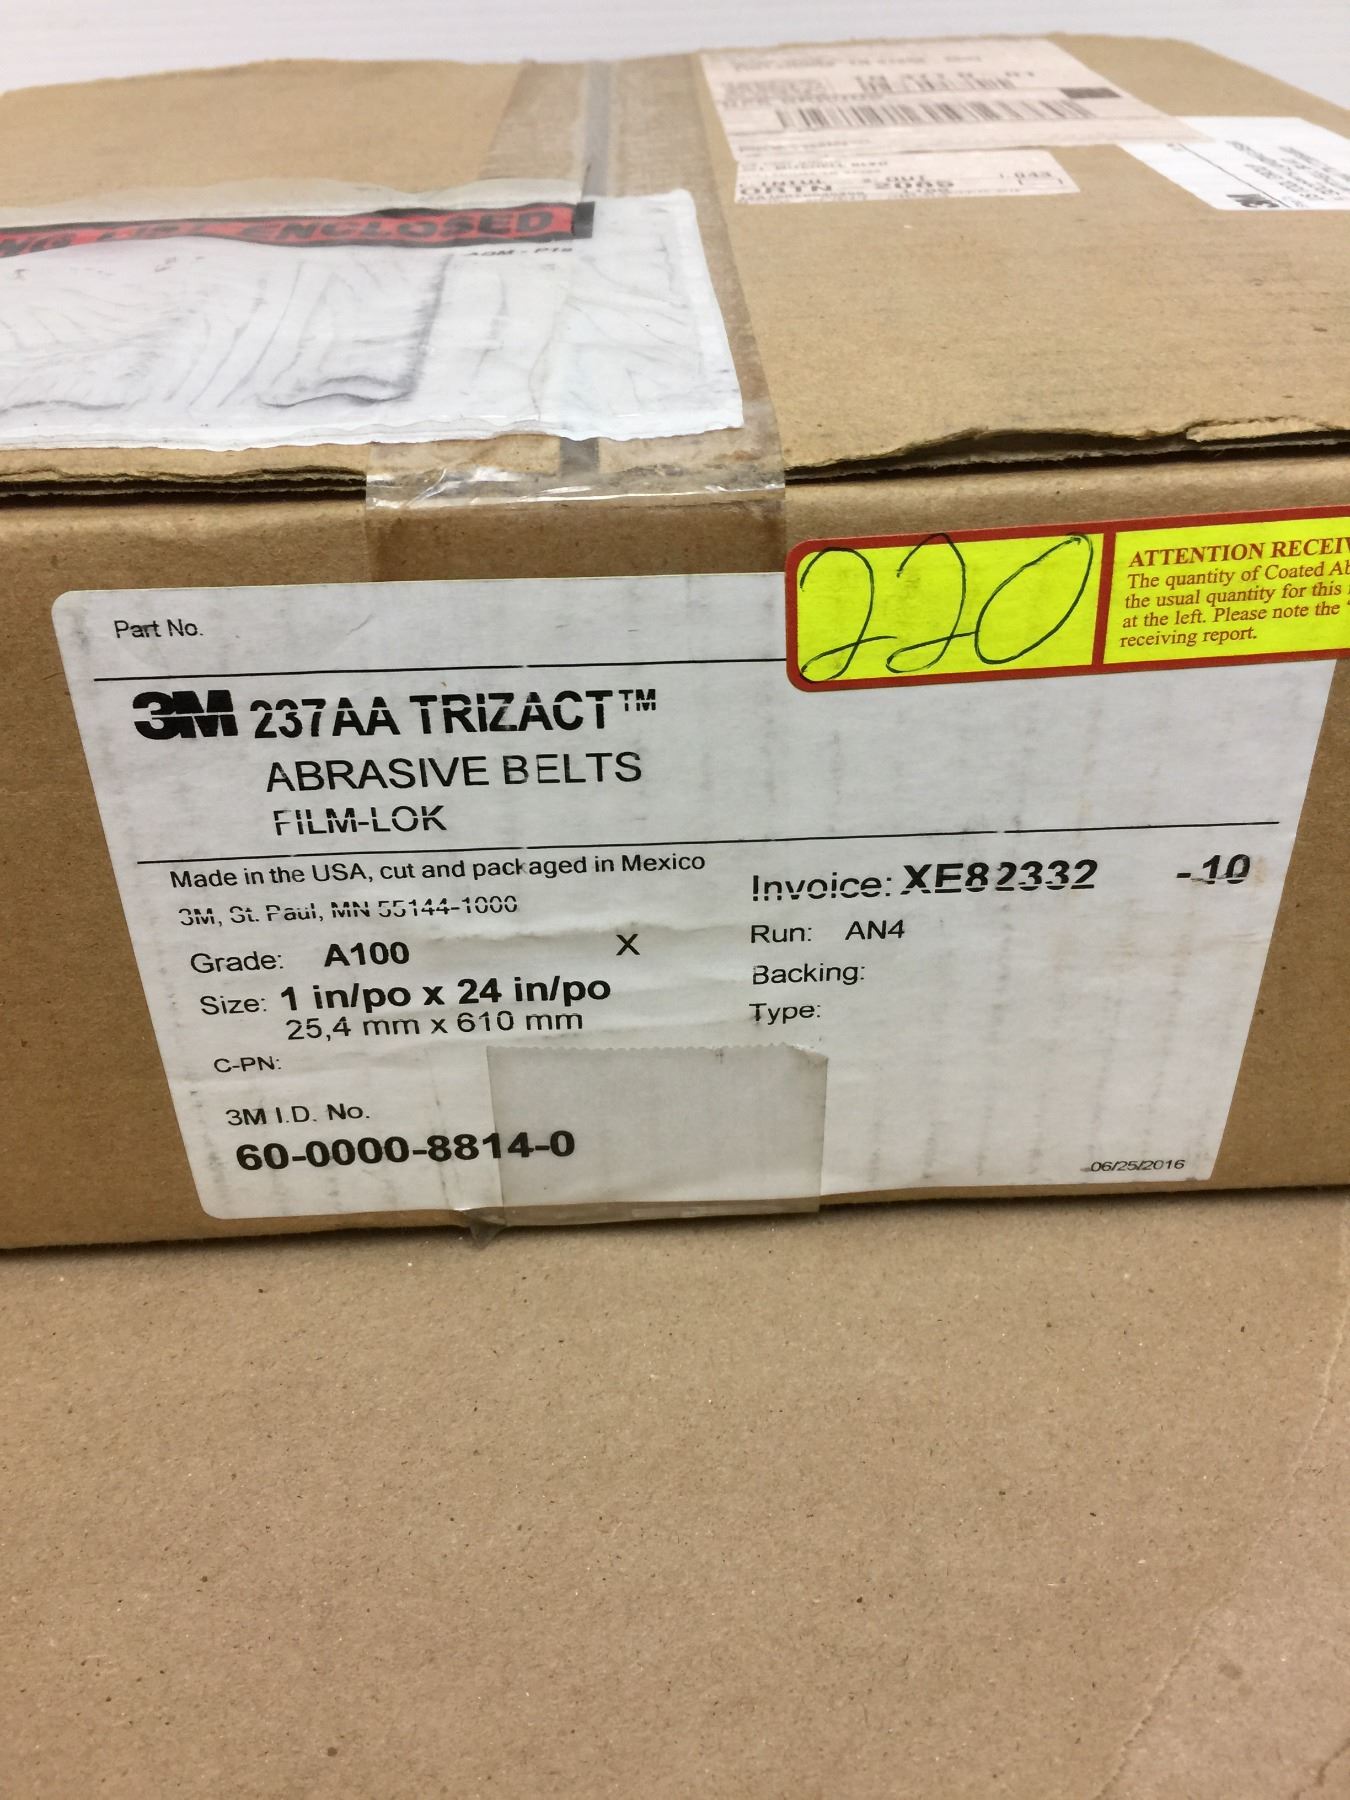 ENCLOSED
220
ATTENTION
The quantity of Coated
the usual quantity for this
at the left. Please note the
receiving report.
Part No.
3M 237AA TRIZACT™
ABRASIVE BELTS
FILM-LOK
Made in the USA, cut and packaged in Mexico
3M, St. Paul, MN 55144-1000
Invoice: XE82332 -10
Grade: A100 X
Run: AN4
Size: 1 in/po x 24 in/po
25,4 mm x 610 mm
Backing:
Type:
C-PN:
3M I.D. No.
60-0000-8814-0
06/25/2016